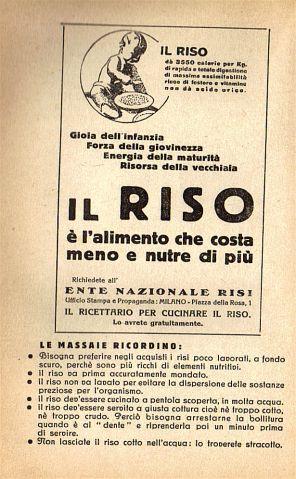 IL RISO
dà 3550 calorie per Kg.
di rapida e totale digestione
di massima assimilabilità
ricco di fosforo e vitamine
non dà acido urico.
Gioia dell'infanzia
Forza della giovinezza
Energia della maturità
Risorsa della vecchiaia
IL RISO
è l'alimento che costa
meno e nutre di più
Richiedete all'
ENTE NAZIONALE RISI
Ufficio Stampa e Propaganda: MILANO - Piazza della Rosa, 1
IL RICETTARIO PER CUCINARE IL RISO.
Lo avrete gratuitamente.
LE MASSAIE RICORDINO:
● Bisogna preferire negli acquisti i risi poco lavorati, a fondo
scuro, perchè sono più ricchi di elementi nutritivi.
● Il riso va prima accuratamente mondato.
● Il riso non va lavato per evitare la dispersione delle sostanze
preziose per l'organismo.
● Il riso dev'essere cucinato a pentola scoperta, in molta acqua.
● Il riso dev'essere servito a giusta cottura cioè nè troppo cotto,
nè troppo crudo. Perciò bisogna arrestarne la bollitura
quando è al "dente" e riprenderla poi un minuto prima
di servire.
● Non lasciate il riso cotto nell'acqua: lo troverete stracotto.